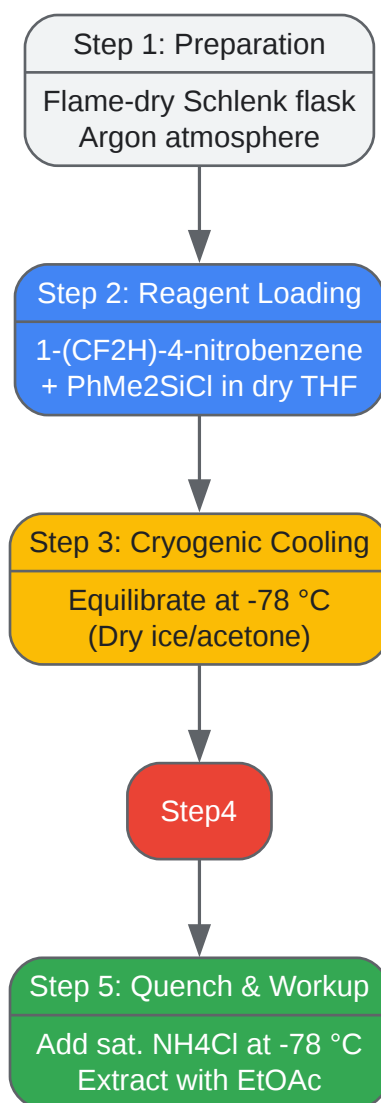 Step 1: Preparation
Flame-dry Schlenk flask
Argon atmosphere
Step 2: Reagent Loading
1-(CF2H)-4-nitrobenzene
+ PhMe2SiCl in dry THF
Step 3: Cryogenic Cooling
Equilibrate at -78 °C
(Dry ice/acetone)
Step4
Step 5: Quench & Workup
Add sat. NH4Cl at -78 °C
Extract with EtOAc